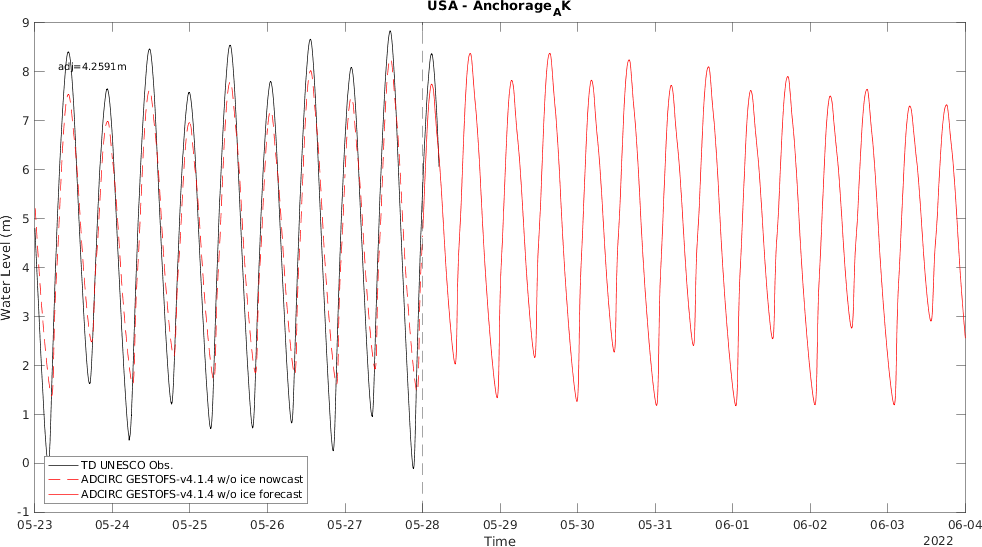 USA - Anchorage_AK
adj=4.2591m
Water Level (m)
9
8
7
6
5
4
3
2
1
0
-1
TD UNESCO Obs.
ADCIRC GESTOFS-v4.1.4 w/o ice nowcast
ADCIRC GESTOFS-v4.1.4 w/o ice forecast
05-23 05-24 05-25 05-26 05-27 05-28 05-29 05-30 05-31 06-01 06-02 06-03 06-04
Time
2022